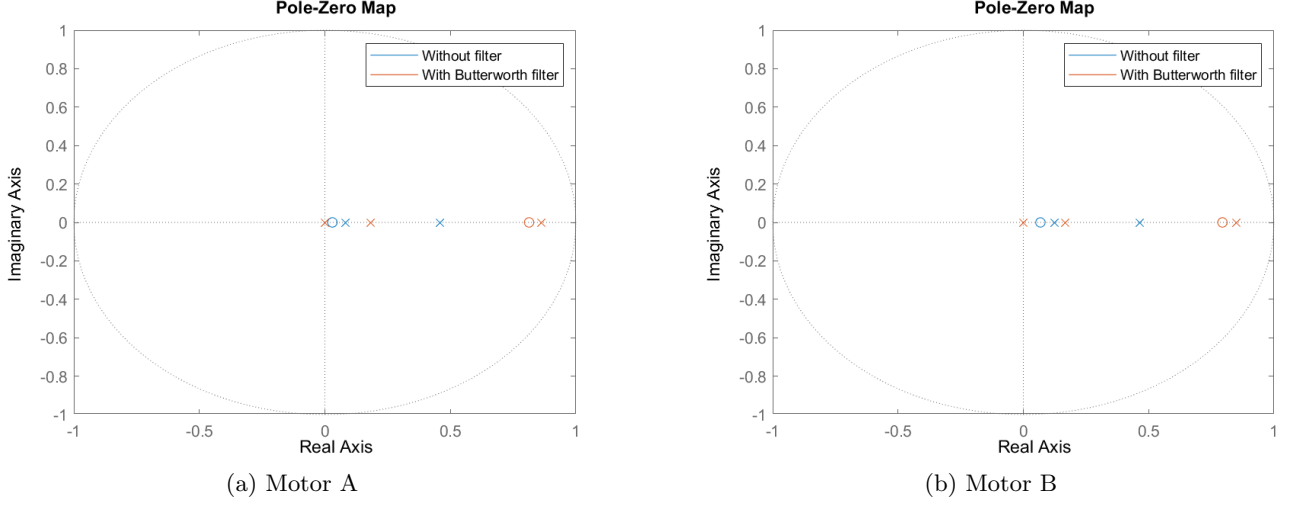 Pole-Zero Map
Without filter
With Butterworth filter
Imaginary Axis
1
0.8
0.6
0.4
0.2
0
-0.2
-0.4
-0.6
-0.8
-1
-1 -0.5 0 0.5 1
Real Axis
(a) Motor A
Pole-Zero Map
Without filter
With Butterworth filter
Imaginary Axis
1
0.8
0.6
0.4
0.2
0
-0.2
-0.4
-0.6
-0.8
-1
-1 -0.5 0 0.5 1
Real Axis
(b) Motor B